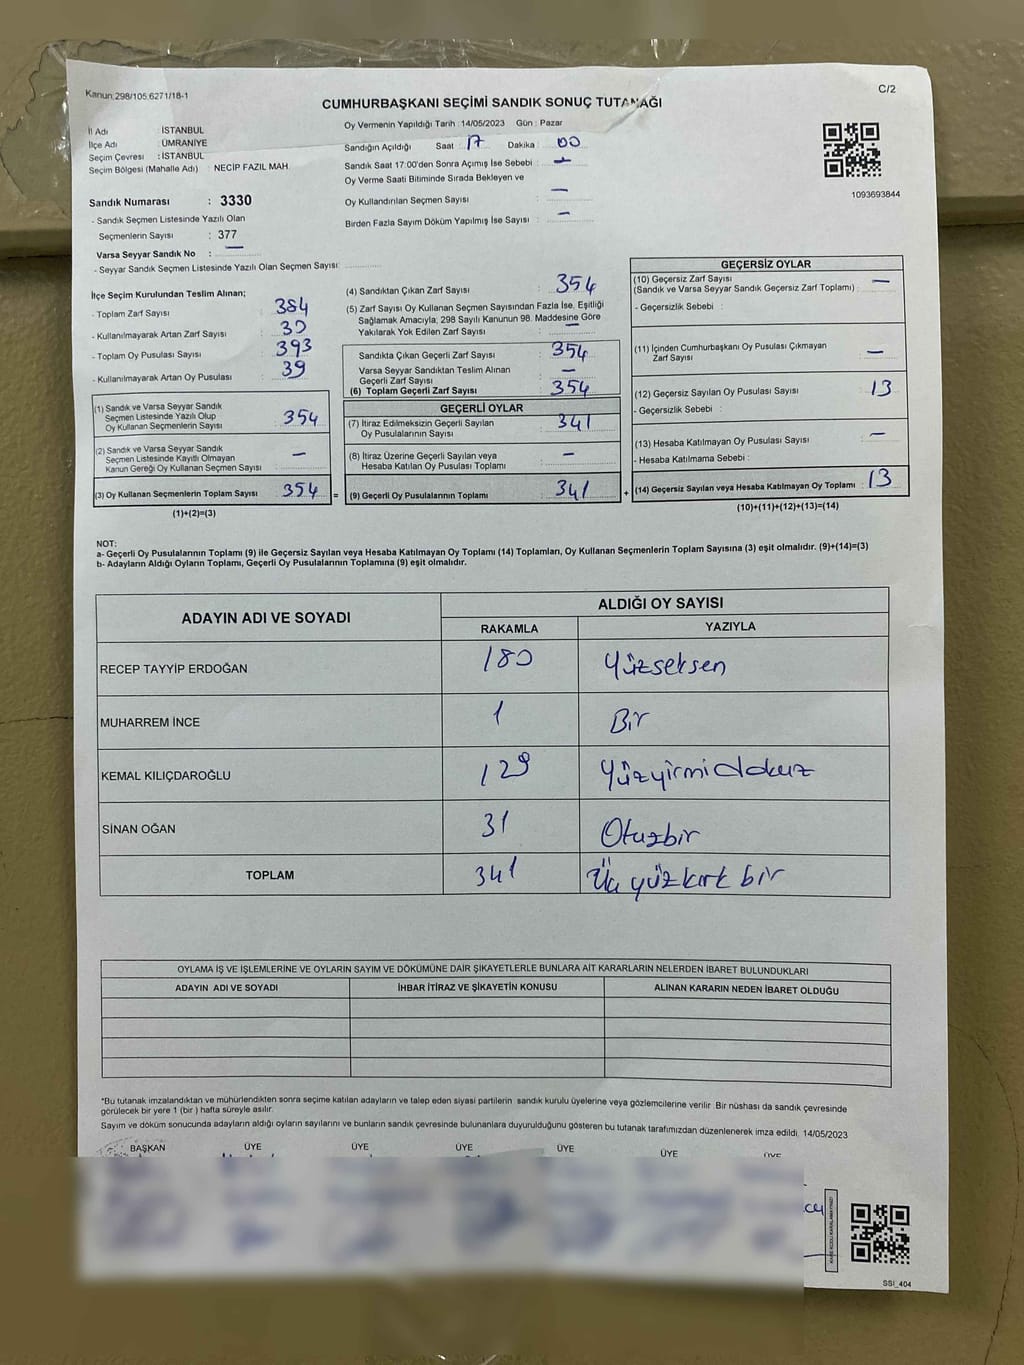 Kanun:298/105,6271/18-1
C/2
CUMHURBAŞKANI SEÇİMİ SANDIK SONUÇ TUTANAĞI
İl Adı : İSTANBUL
İlçe Adı : ÜMRANİYE
Seçim Çevresi : İSTANBUL
Seçim Bölgesi (Mahalle Adı) : NECİP FAZIL MAH.
Sandık Numarası : 3330
- Sandık Seçmen Listesinde Yazılı Olan
Seçmenlerin Sayısı : 377
Varsa Seyyar Sandık No : —
- Seyyar Sandık Seçmen Listesinde Yazılı Olan Seçmen Sayısı:
Oy Vermenin Yapıldığı Tarih : 14/05/2023 Gün : Pazar
Sandığın Açıldığı Saat : 17 Dakika : 00
Sandık Saat 17:00'den Sonra Açımış İse Sebebi : —
Oy Verme Saati Bitiminde Sırada Bekleyen ve
Oy Kullandırılan Seçmen Sayısı : —
Birden Fazla Sayım Döküm Yapılmış İse Sayısı : —
1093693844
İlçe Seçim Kurulundan Teslim Alınan;
- Toplam Zarf Sayısı : 384
- Kullanılmayarak Artan Zarf Sayısı : 30
- Toplam Oy Pusulası Sayısı : 393
- Kullanılmayarak Artan Oy Pusulası : 39
(1) Sandık ve Varsa Seyyar Sandık
Seçmen Listesinde Yazılı Olup
Oy Kullanan Seçmenlerin Sayısı : 354
(2) Sandık ve Varsa Seyyar Sandık
Seçmen Listesinde Kayıtlı Olmayan
Kanun Gereği Oy Kullanan Seçmen Sayısı : —
(3) Oy Kullanan Seçmenlerin Toplam Sayısı : 354 =
(1)+(2)=(3)
(4) Sandıktan Çıkan Zarf Sayısı : 354
(5) Zarf Sayısı Oy Kullanan Seçmen Sayısından Fazla İse, Eşitliği
Sağlamak Amacıyla, 298 Sayılı Kanunun 98. Maddesine Göre
Yakılarak Yok Edilen Zarf Sayısı : —
Sandıkta Çıkan Geçerli Zarf Sayısı : 354
Varsa Seyyar Sandıktan Teslim Alınan
Geçerli Zarf Sayısı : —
(6) Toplam Geçerli Zarf Sayısı : 354
GEÇERLİ OYLAR
(7) İtiraz Edilmeksizin Geçerli Sayılan
Oy Pusulalarının Sayısı : 341
(8) İtiraz Üzerine Geçerli Sayılan veya
Hesaba Katılan Oy Pusulası Toplamı : —
(9) Geçerli Oy Pusulalarının Toplamı : 341 +
GEÇERSİZ OYLAR
(10) Geçersiz Zarf Sayısı
(Sandık ve Varsa Seyyar Sandık Geçersiz Zarf Toplamı) : —
- Geçersizlik Sebebi :
(11) İçinden Cumhurbaşkanı Oy Pusulası Çıkmayan
Zarf Sayısı : —
(12) Geçersiz Sayılan Oy Pusulası Sayısı : 13
- Geçersizlik Sebebi :
(13) Hesaba Katılmayan Oy Pusulası Sayısı : —
- Hesaba Katılmama Sebebi :
(14) Geçersiz Sayılan veya Hesaba Katılmayan Oy Toplamı : 13
(10)+(11)+(12)+(13)=(14)
NOT:
a- Geçerli Oy Pusulalarının Toplamı (9) ile Geçersiz Sayılan veya Hesaba Katılmayan Oy Toplamı (14) Toplamları, Oy Kullanan Seçmenlerin Toplam Sayısına (3) eşit olmalıdır. (9)+(14)=(3)
b- Adayların Aldığı Oyların Toplamı, Geçerli Oy Pusulalarının Toplamına (9) eşit olmalıdır.
ADAYIN ADI VE SOYADI
ALDIĞI OY SAYISI
RAKAMLA YAZIYLA
RECEP TAYYİP ERDOĞAN 180 Yüzseksen
MUHARREM İNCE 1 Bir
KEMAL KILIÇDAROĞLU 129 Yüzyirmidokuz
SİNAN OĞAN 31 Otuzbir
TOPLAM 341 Üç yüzkırk bir
OYLAMA İŞ VE İŞLEMLERİNE VE OYLARIN SAYIM VE DÖKÜMÜNE DAİR ŞİKAYETLERLE BUNLARA AİT KARARLARIN NELERDEN İBARET BULUNDUKLARI
ADAYIN ADI VE SOYADI İHBAR İTİRAZ VE ŞİKAYETİN KONUSU ALINAN KARARIN NEDEN İBARET OLDUĞU
*Bu tutanak imzalandıktan ve mühürlendikten sonra seçime katılan adayların ve talep eden siyasi partilerin sandık kurulu üyelerine veya gözlemcilerine verilir. Bir nüshası da sandık çevresinde
görülecek bir yere 1 (bir) hafta süreyle asılır.
Sayım ve döküm sonucunda adayların aldığı oyların sayılarını ve bunların sandık çevresinde bulunanlara duyurulduğunu gösteren bu tutanak tarafımızdan düzenlenerek imza edildi. 14/05/2023
BAŞKAN ÜYE ÜYE ÜYE ÜYE ÜYE ÜYE
SSI_404